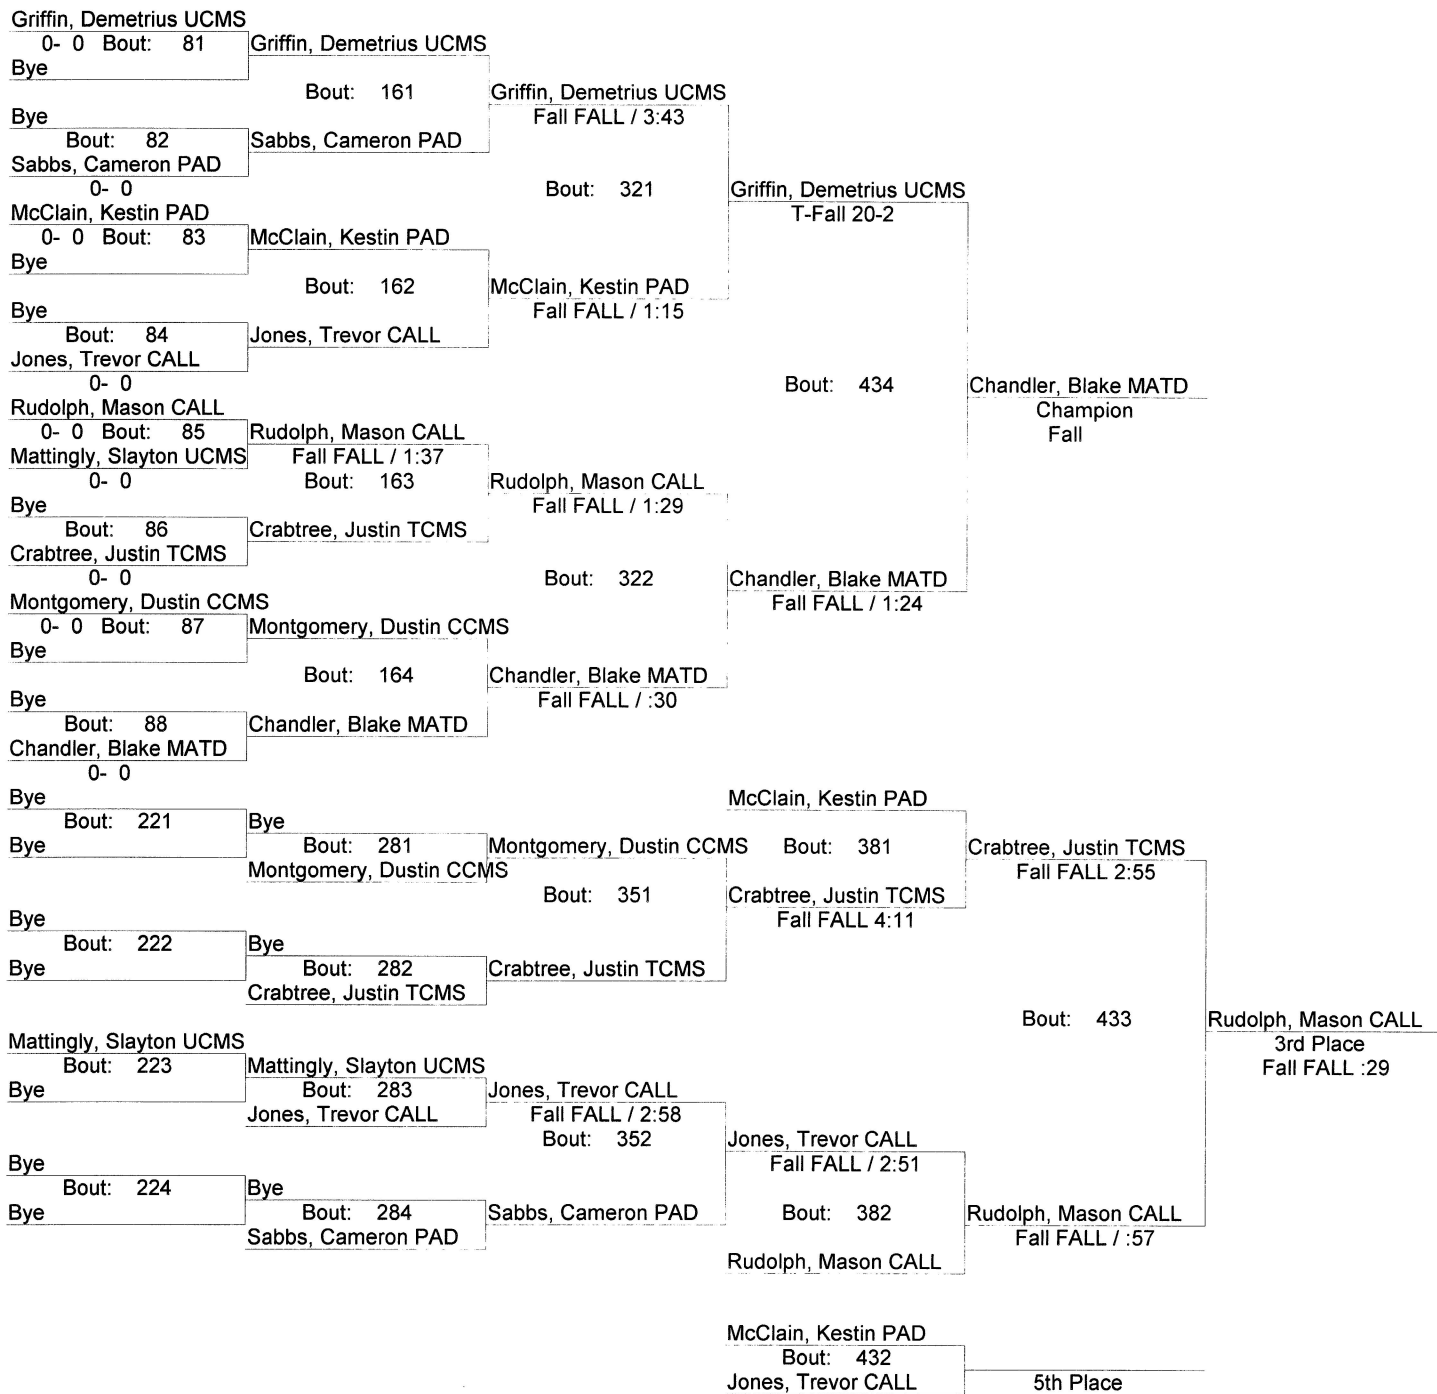 Griffin, Demetrius UCMS
0- 0 Bout: 81 Griffin, Demetrius UCMS
Bye
Bout: 161 Griffin, Demetrius UCMS
Bye Fall FALL / 3:43
Bout: 82 Sabbs, Cameron PAD
Sabbs, Cameron PAD
0- 0 Bout: 321 Griffin, Demetrius UCMS
McClain, Kestin PAD T-Fall 20-2
0- 0 Bout: 83 McClain, Kestin PAD
Bye
Bout: 162 McClain, Kestin PAD
Bye Fall FALL / 1:15
Bout: 84 Jones, Trevor CALL
Jones, Trevor CALL
0- 0 Bout: 434 Chandler, Blake MATD
Rudolph, Mason CALL Champion
0- 0 Bout: 85 Rudolph, Mason CALL Fall
Mattingly, Slayton UCMS Fall FALL / 1:37
0- 0 Bout: 163 Rudolph, Mason CALL
Bye Fall FALL / 1:29
Bout: 86 Crabtree, Justin TCMS
Crabtree, Justin TCMS
0- 0 Bout: 322 Chandler, Blake MATD
Montgomery, Dustin CCMS Fall FALL / 1:24
0- 0 Bout: 87 Montgomery, Dustin CCMS
Bye
Bout: 164 Chandler, Blake MATD
Bye Fall FALL / :30
Bout: 88 Chandler, Blake MATD
Chandler, Blake MATD
0- 0
Bye McClain, Kestin PAD
Bout: 221 Bye
Bye Bout: 281 Montgomery, Dustin CCMS Bout: 381 Crabtree, Justin TCMS
Montgomery, Dustin CCMS Fall FALL 2:55
Bout: 351 Crabtree, Justin TCMS
Bye Fall FALL 4:11
Bout: 222 Bye
Bye Bout: 282 Crabtree, Justin TCMS
Crabtree, Justin TCMS
Bout: 433 Rudolph, Mason CALL
Mattingly, Slayton UCMS 3rd Place
Bout: 223 Mattingly, Slayton UCMS Fall FALL :29
Bye Bout: 283 Jones, Trevor CALL
Jones, Trevor CALL Fall FALL / 2:58
Bout: 352 Jones, Trevor CALL
Bye Fall FALL / 2:51
Bout: 224 Bye
Bye Bout: 284 Sabbs, Cameron PAD Bout: 382 Rudolph, Mason CALL
Sabbs, Cameron PAD Fall FALL / :57
Rudolph, Mason CALL
McClain, Kestin PAD
Bout: 432
Jones, Trevor CALL 5th Place